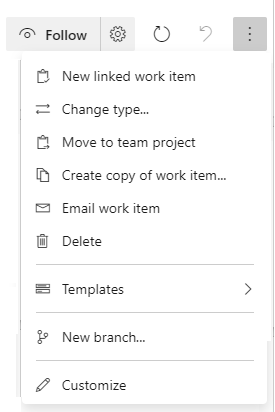 Follow
New linked work item
Change type...
Move to team project
Create copy of work item...
Email work item
Delete
Templates
New branch...
Customize